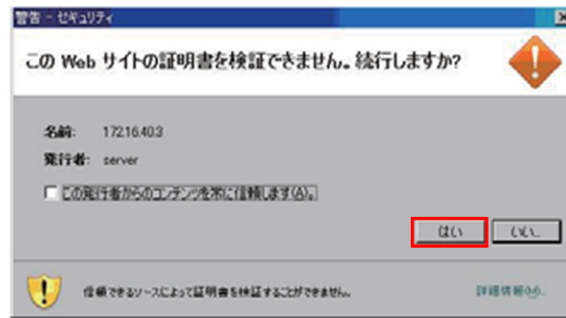 警告 - セキュリティ
この Web サイトの証明書を検証できません。続行しますか?
名前: 172.16.40.3
発行者: server
この発行者からのコンテンツを常に信頼します(A)。
はい
いいえ
信頼できるソースによって証明書を検証することができません。
詳細情報(M)...